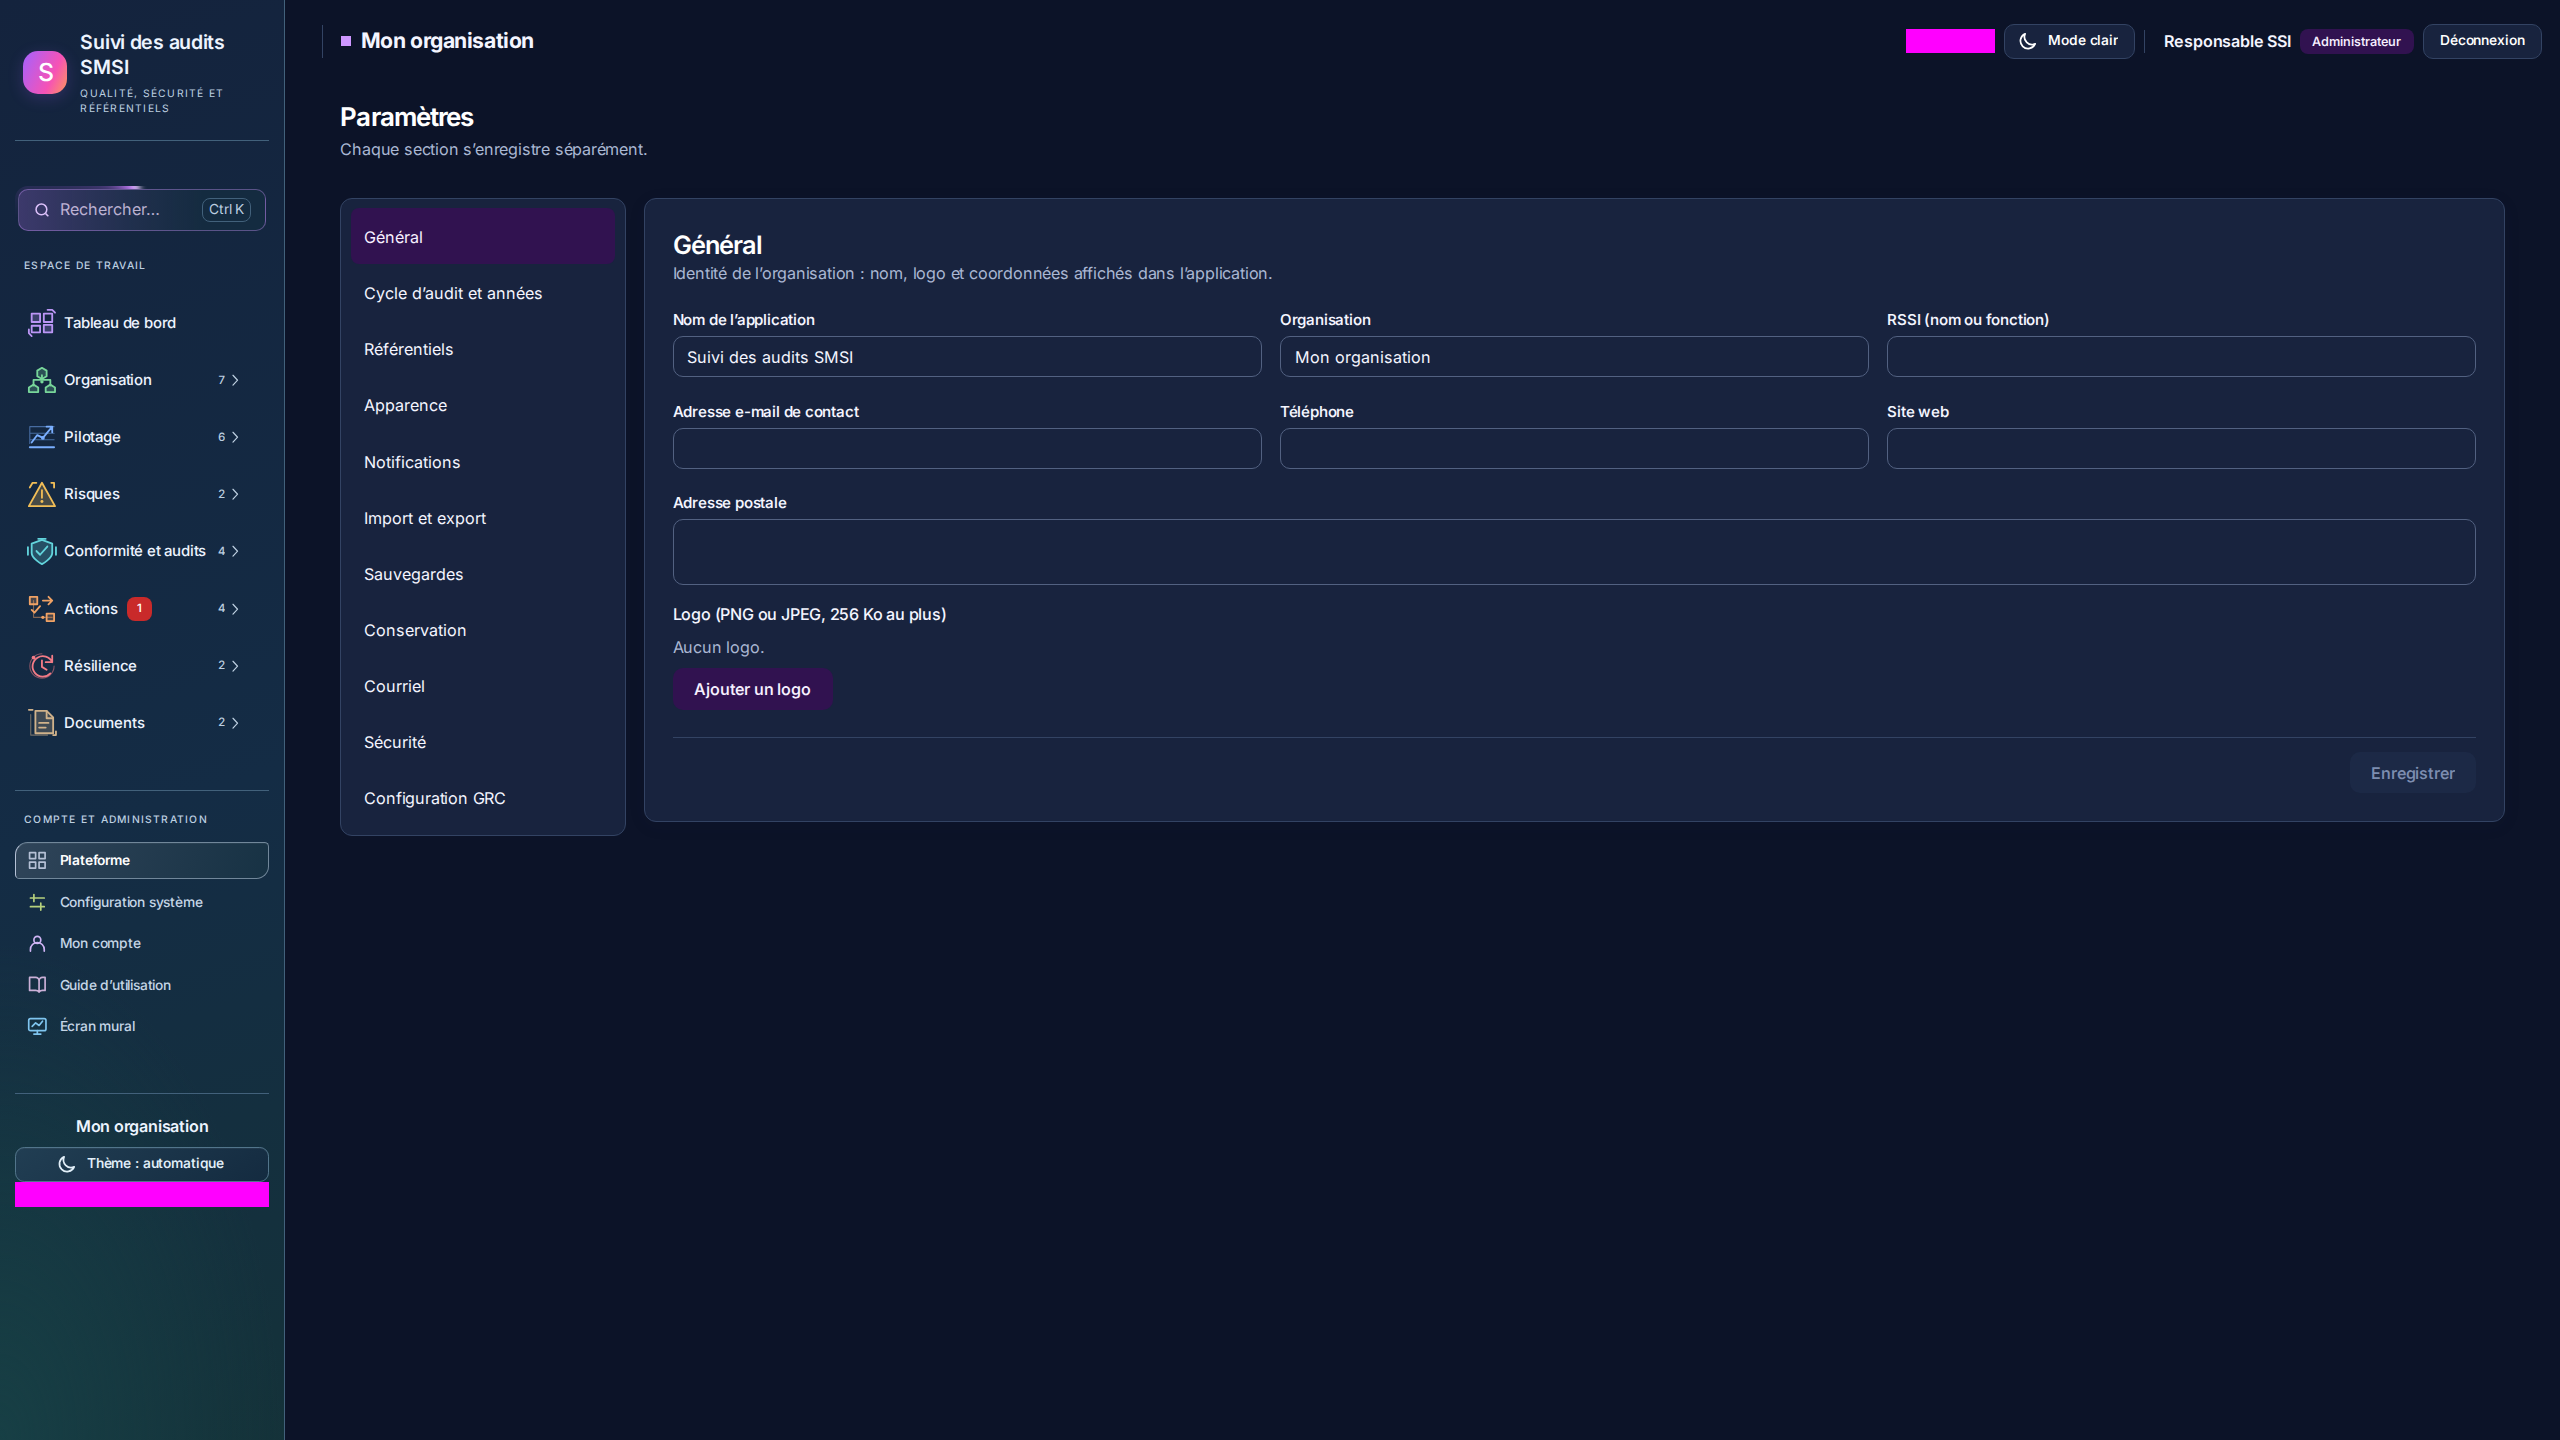 S
Suivi des audits
SMSI
QUALITÉ, SÉCURITÉ ET
RÉFÉRENTIELS
Rechercher...
Ctrl K
ESPACE DE TRAVAIL
Tableau de bord
Organisation 7
Pilotage 6
Risques 2
Conformité et audits 4
Actions 1 4
Résilience 2
Documents 2
COMPTE ET ADMINISTRATION
Plateforme
Configuration système
Mon compte
Guide d’utilisation
Écran mural
Mon organisation
Thème : automatique
Mon organisation
Mode clair
Responsable SSI
Administrateur
Déconnexion
Paramètres
Chaque section s’enregistre séparément.
Général
Cycle d’audit et années
Référentiels
Apparence
Notifications
Import et export
Sauvegardes
Conservation
Courriel
Sécurité
Configuration GRC
Général
Identité de l’organisation : nom, logo et coordonnées affichés dans l’application.
Nom de l’application
Suivi des audits SMSI
Organisation
Mon organisation
RSSI (nom ou fonction)
Adresse e-mail de contact
Téléphone
Site web
Adresse postale
Logo (PNG ou JPEG, 256 Ko au plus)
Aucun logo.
Ajouter un logo
Enregistrer